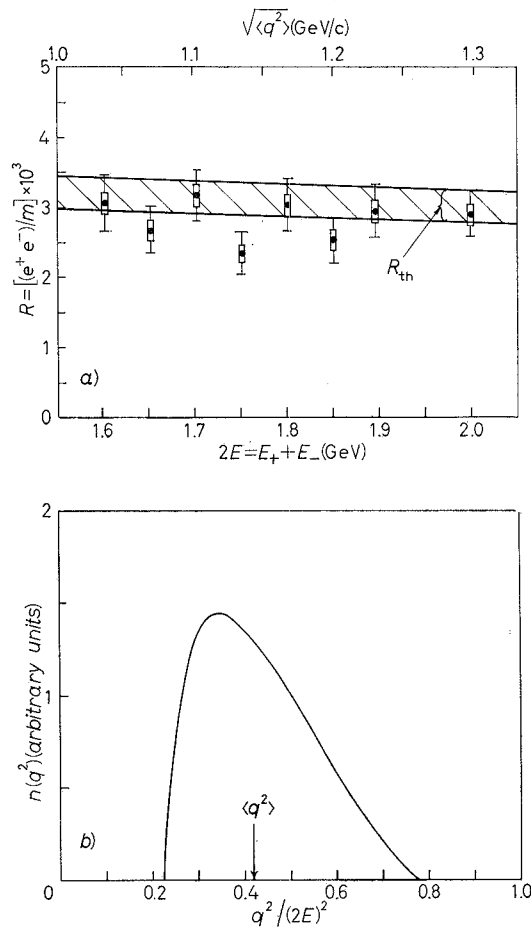 √⟨q²⟩(GeV/c)
1.0 1.1 1.2 1.3
5
4
3
2
1
0
R=[(e⁺ e⁻)/m]×10³
R_th
a)
1.6 1.7 1.8 1.9 2.0
2E=E₊+E₋(GeV)
2
1
0
n(q²)(arbitrary units)
⟨q²⟩
b)
0.2 0.4 0.6 0.8 1.0
q²/(2E)²